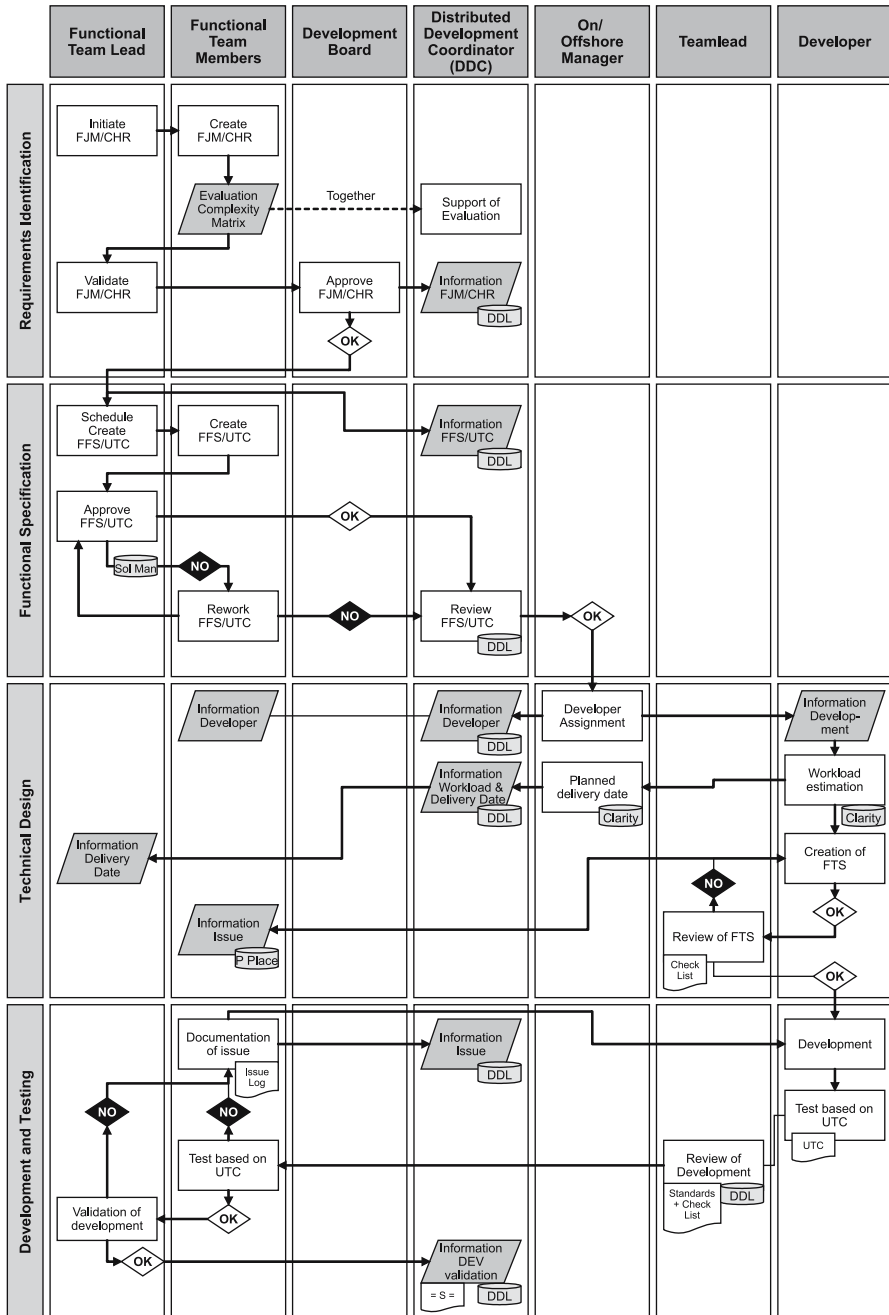 Functional
Team Lead
Functional
Team
Members
Development
Board
Distributed
Development
Coordinator
(DDC)
On/
Offshore
Manager
Teamlead
Developer
Requirements Identification
Initiate
FJM/CHR
Create
FJM/CHR
Evaluation
Complexity
Matrix
Together
Support of
Evaluation
Validate
FJM/CHR
Approve
FJM/CHR
Information
FJM/CHR
DDL
OK
Functional Specification
Schedule
Create
FFS/UTC
Create
FFS/UTC
Information
FFS/UTC
DDL
Approve
FFS/UTC
OK
Sol Man
NO
Rework
FFS/UTC
NO
Review
FFS/UTC
DDL
OK
Technical Design
Information
Developer
Information
Developer
DDL
Developer
Assignment
Information
Develop-
ment
Information
Workload &
Delivery Date
DDL
Planned
delivery date
Clarity
Workload
estimation
Clarity
Information
Delivery
Date
Creation of
FTS
NO
OK
Information
Issue
P Place
Review of FTS
Check
List
OK
Development and Testing
Documentation
of issue
Issue
Log
Information
Issue
DDL
Development
NO
NO
Test based on
UTC
UTC
Test based on
UTC
Review of
Development
Standards
+ Check
List
DDL
Validation of
development
OK
OK
Information
DEV
validation
= S =
DDL